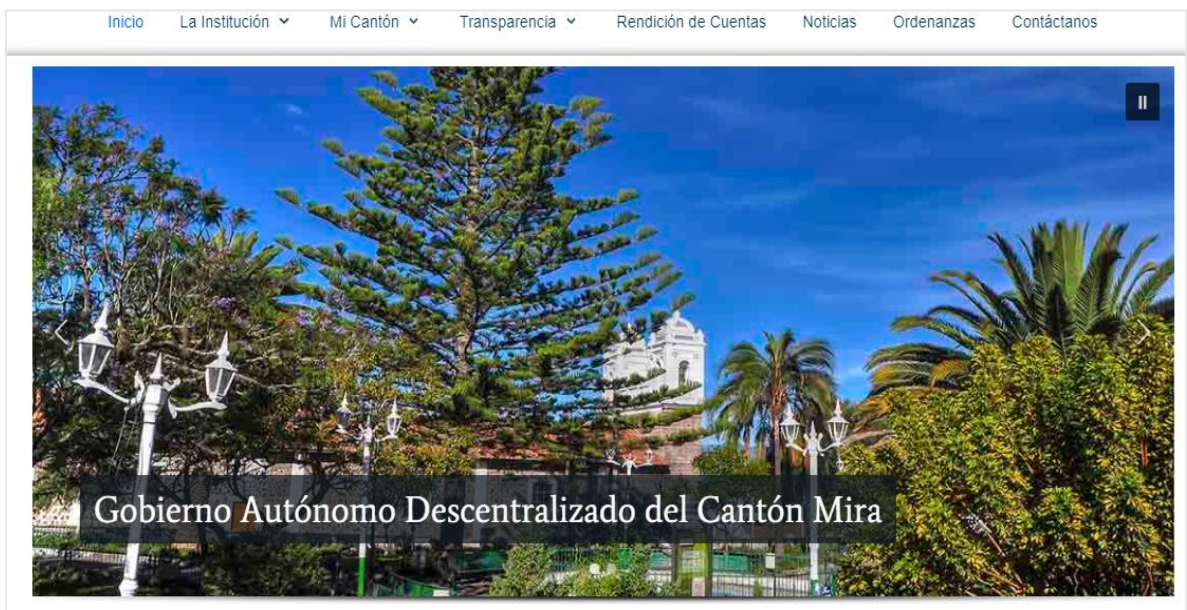 Inicio La Institución Mi Cantón Transparencia Rendición de Cuentas Noticias Ordenanzas Contáctanos
Gobierno Autónomo Descentralizado del Cantón Mira